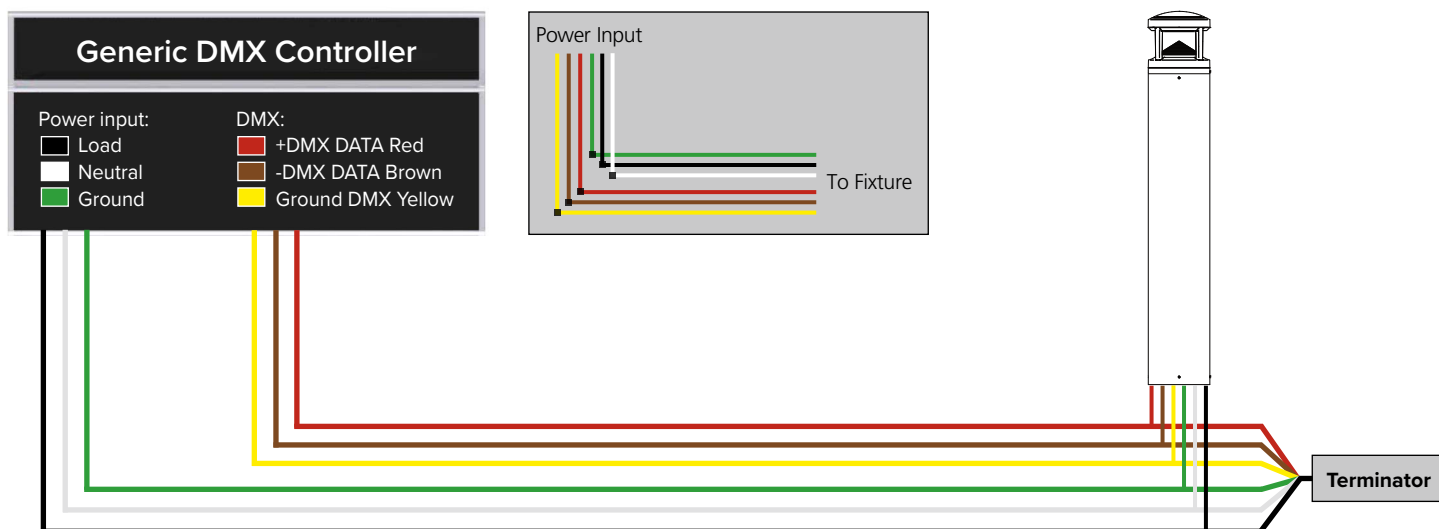 Generic DMX Controller
Power input:
Load
Neutral
Ground
DMX:
+DMX DATA Red
-DMX DATA Brown
Ground DMX Yellow
Power Input
To Fixture
Terminator